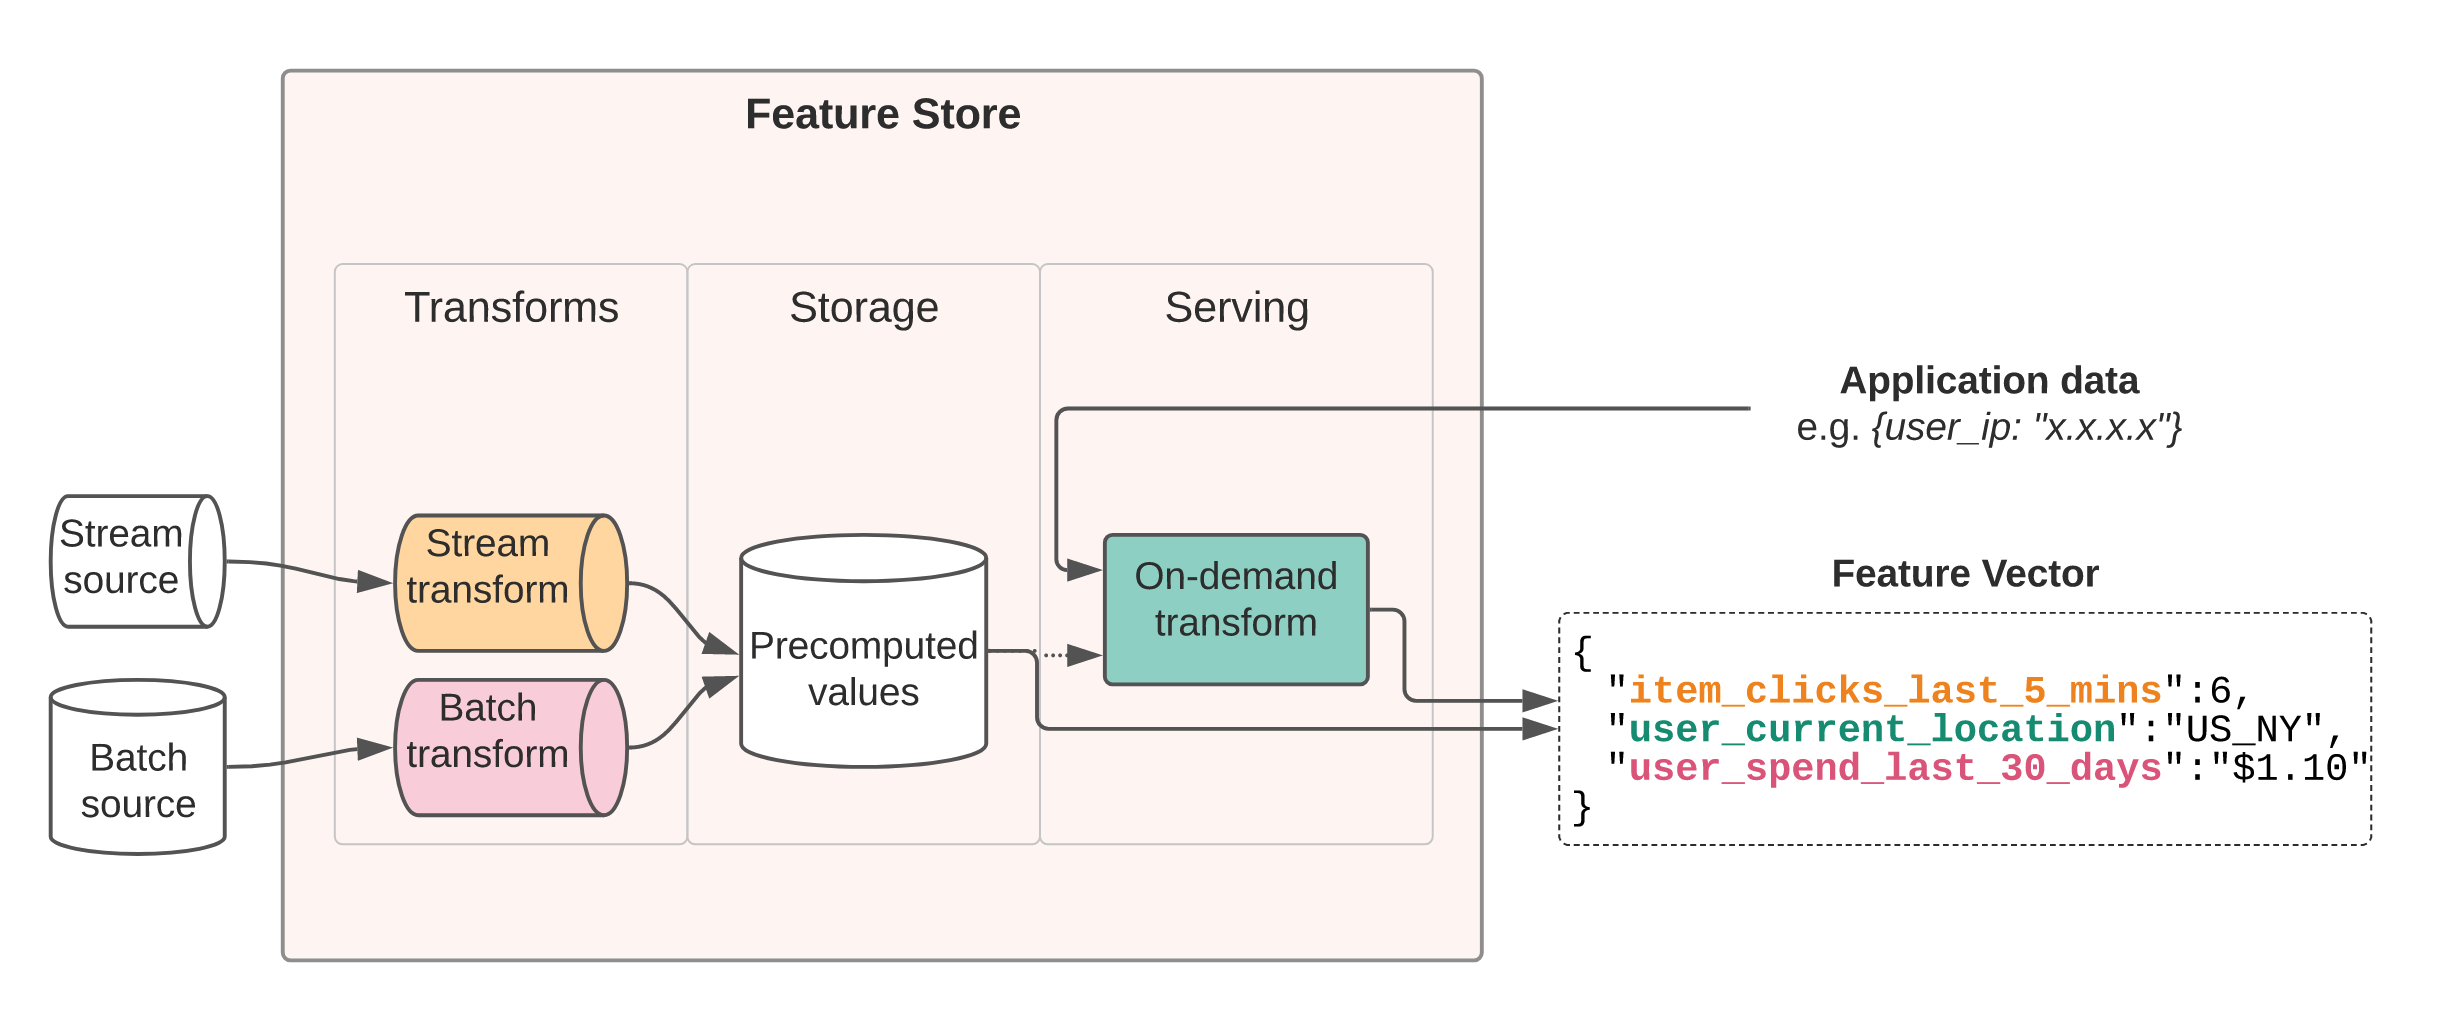 Feature Store
Transforms
Storage
Serving
Application data
e.g. {user_ip: "x.x.x.x"}
Stream
source
Stream
transform
Batch
source
Batch
transform
Precomputed
values
On-demand
transform
Feature Vector
{
"item_clicks_last_5_mins":6,
"user_current_location":"US_NY",
"user_spend_last_30_days":"$1.10"
}